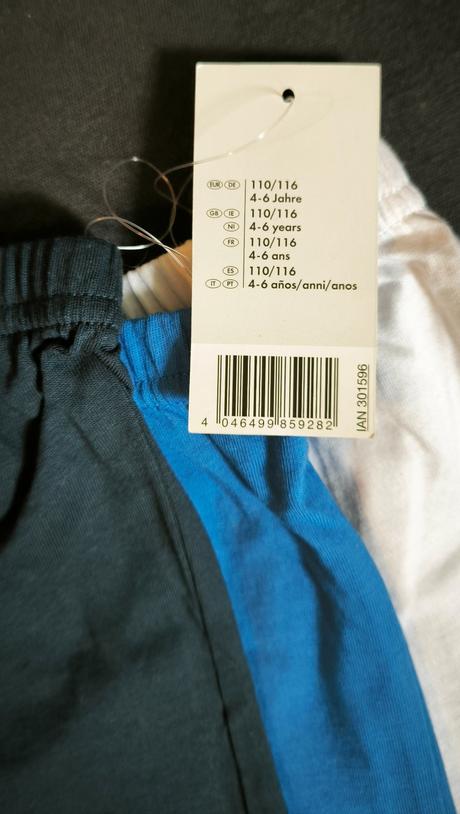 EUR DE 110/116
4-6 Jahre
GB IE 110/116
NI 4-6 years
FR 110/116
4-6 ans
ES 110/116
IT PT 4-6 años/anni/anos
4 046499 859282
IAN 301596